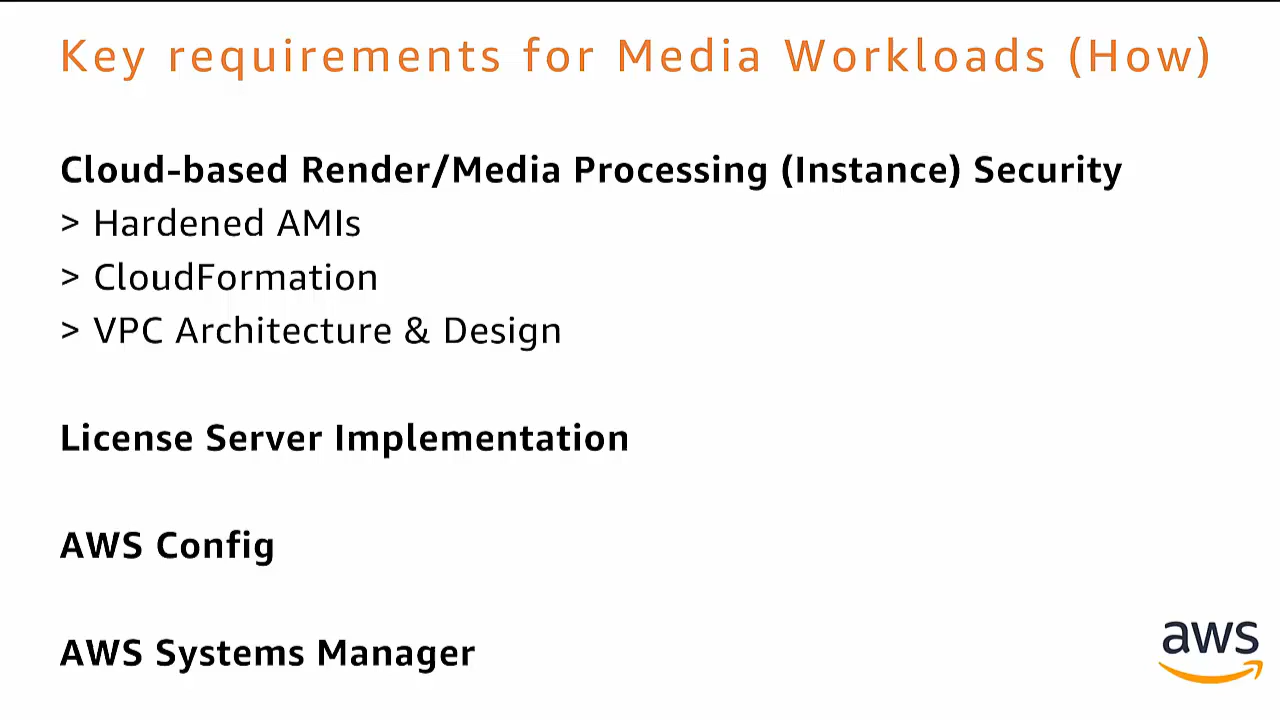 Key requirements for Media Workloads (How)
Cloud-based Render/Media Processing (Instance) Security
> Hardened AMIs
> CloudFormation
> VPC Architecture & Design
License Server Implementation
AWS Config
AWS Systems Manager
aws